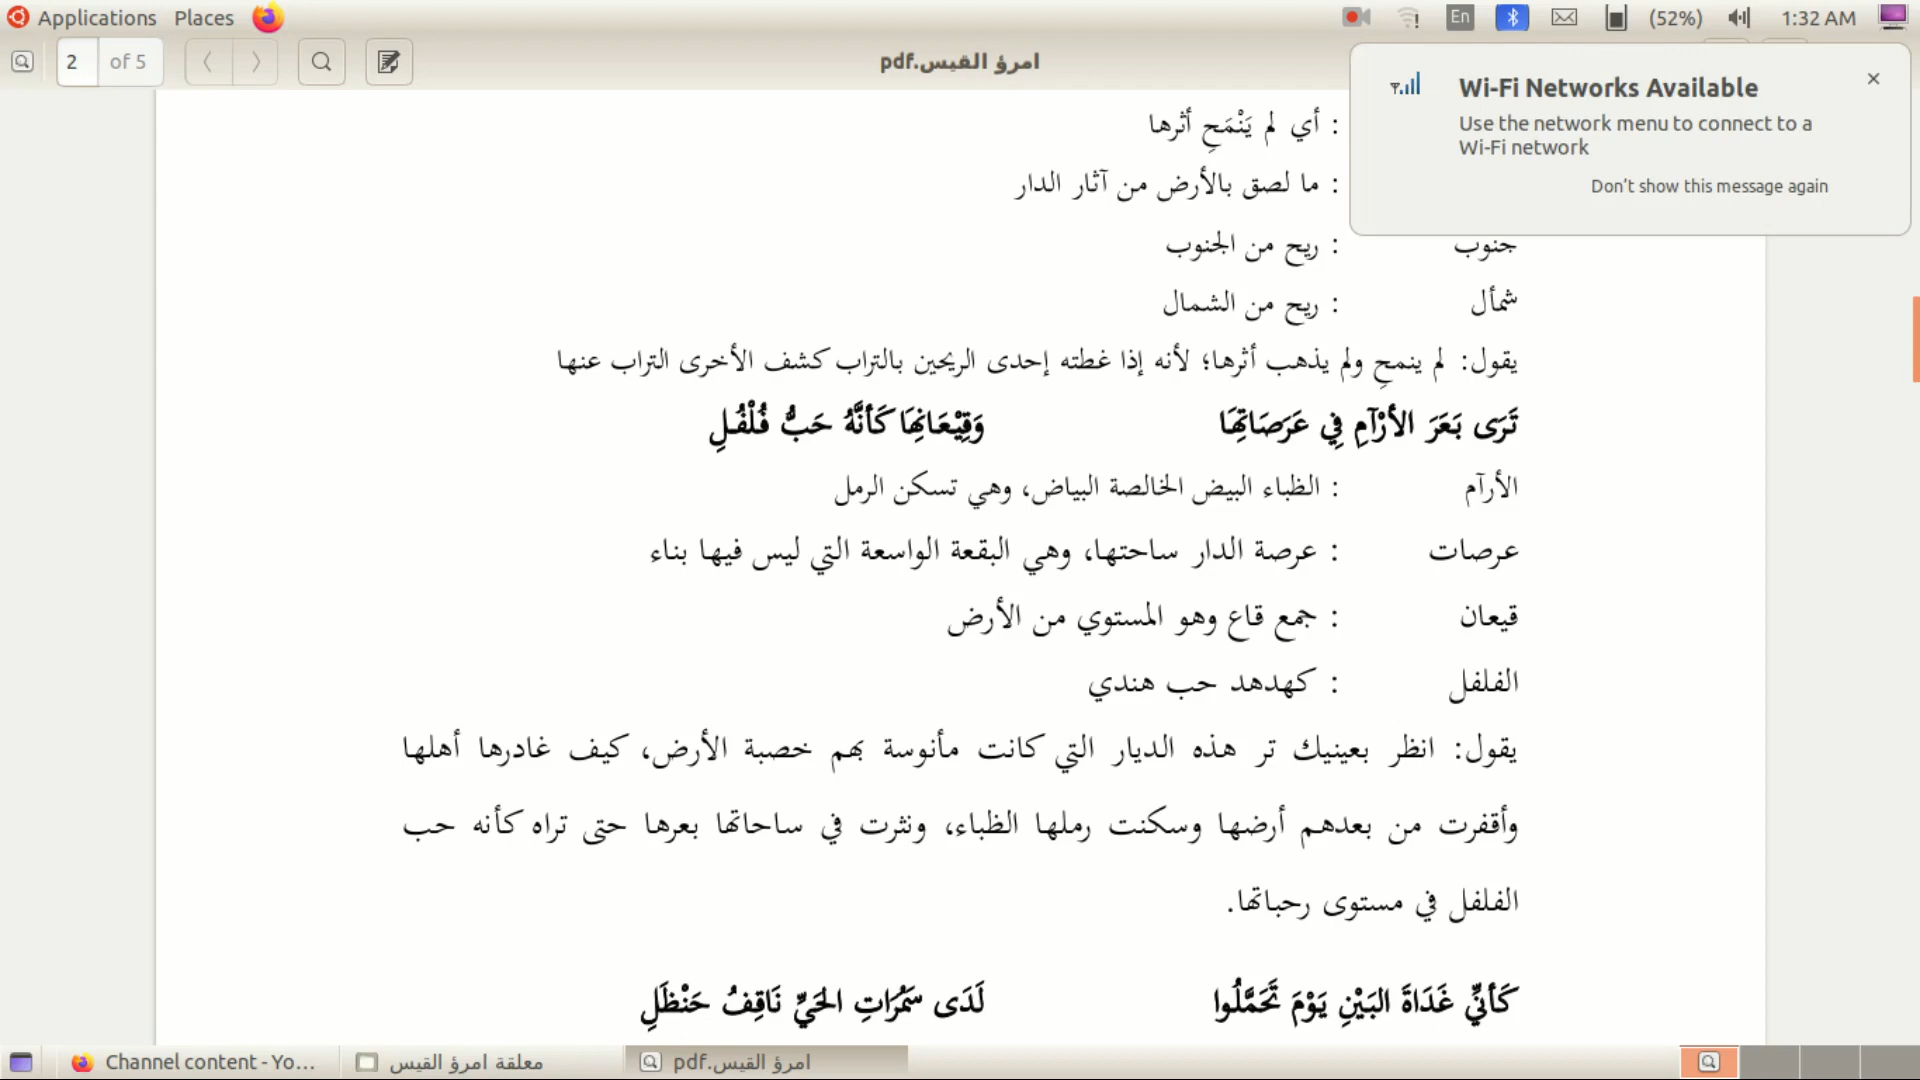 Applications Places En (52%) 1:32 AM
2 of 5 امرؤ القيس.pdf
Wi-Fi Networks Available
Use the network menu to connect to a
Wi-Fi network
Don't show this message again
: أي لم يَنْمَحِ أثرها
: ما لصق بالأرض من آثار الدار
جنوب : ريح من الجنوب
شمأل : ريح من الشمال
يقول: لم ينمحِ ولم يذهب أثرها؛ لأنه إذا غطته إحدى الريحين بالتراب كشف الأخرى التراب عنها
تَرَى بَعَرَ الأرْآمِ فِي عَرَصَاتِهَا وَقِيْعَانِهَا كَأنَّهُ حَبُّ فُلْفُلِ
الأرآم : الظباء البيض الخالصة البياض، وهي تسكن الرمل
عرصات : عرصة الدار ساحتها، وهي البقعة الواسعة التي ليس فيها بناء
قيعان : جمع قاع وهو المستوي من الأرض
الفلفل : كهدهد حب هندي
يقول: انظر بعينيك تر هذه الديار التي كانت مأنوسة بهم خصبة الأرض، كيف غادرها أهلها
وأقفرت من بعدهم أرضها وسكنت رملها الظباء، ونثرت في ساحاتها بعرها حتى تراه كأنه حب
الفلفل في مستوى رحباتها.
كَأنِّي غَدَاةَ البَيْنِ يَوْمَ تَحَمَّلُوا لَدَى سَمُرَاتِ الحَيِّ نَاقِفُ حَنْظَلِ
Channel content - Yo... معلقة امرؤ القيس امرؤ القيس.pdf